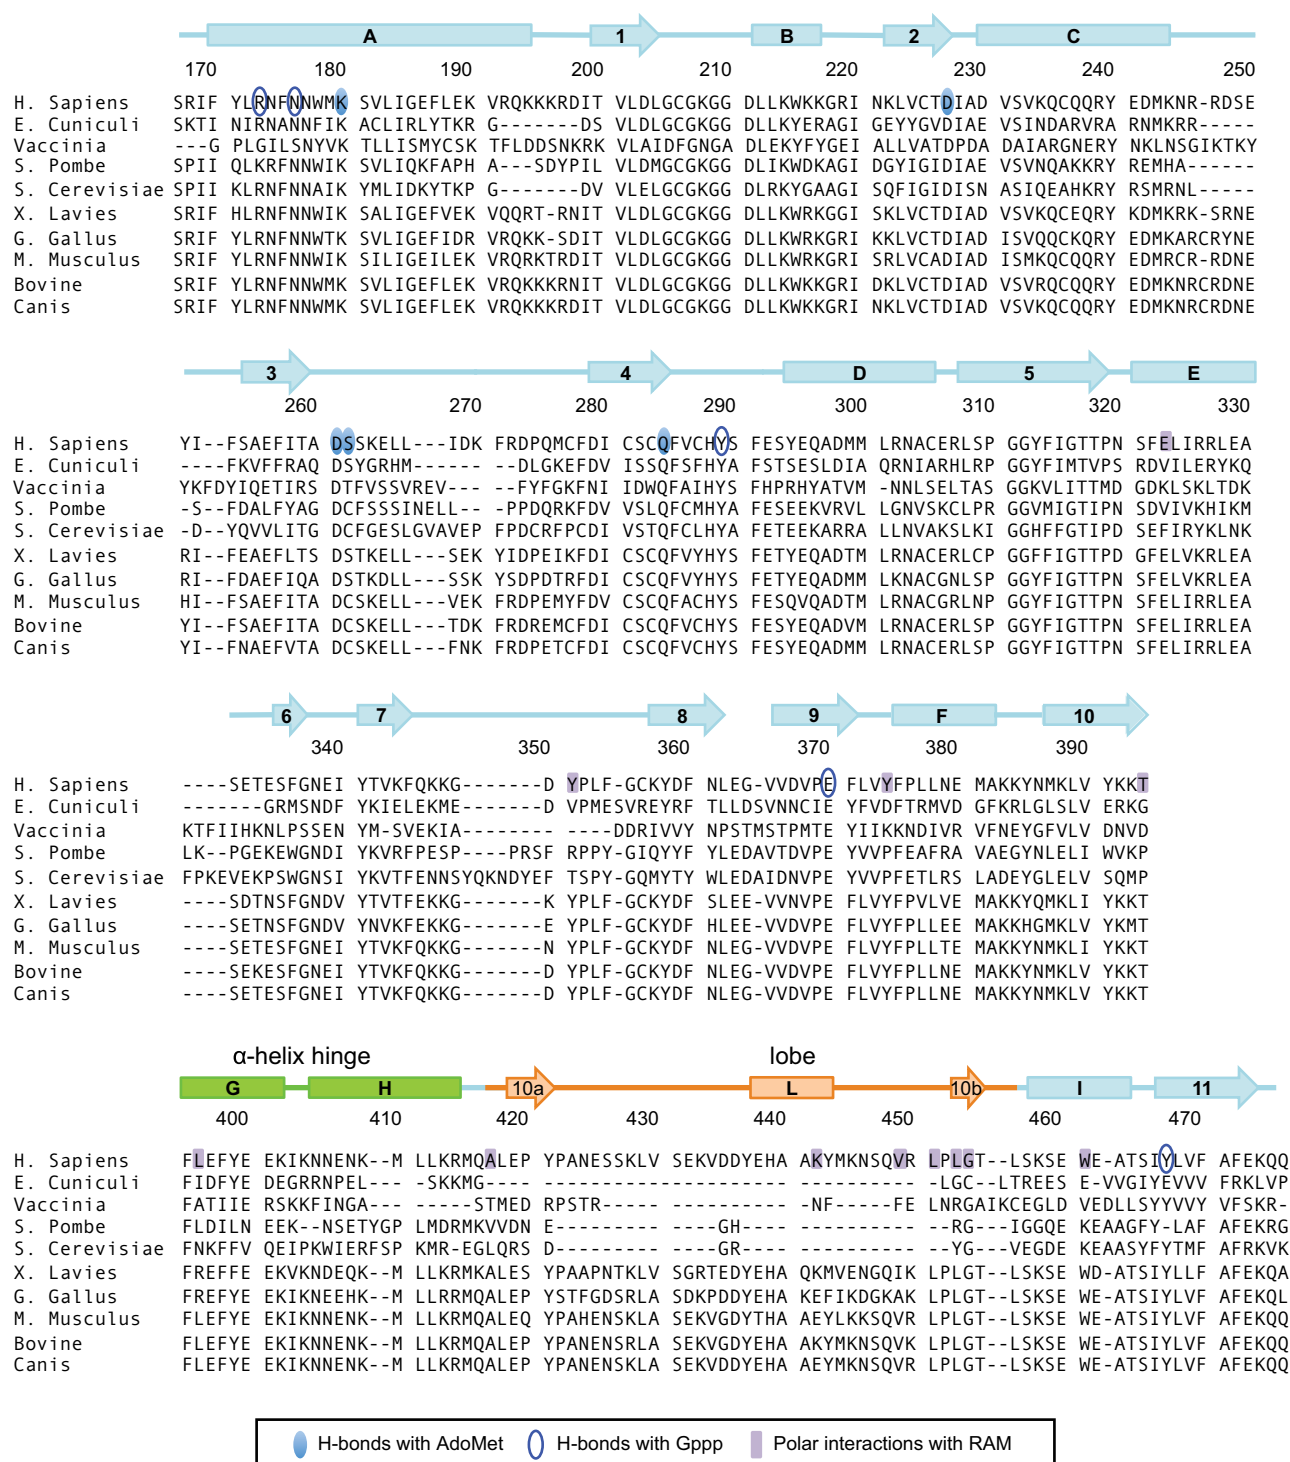 A 1 B 2 C
170 180 190 200 210 220 230 240 250
H. Sapiens SRIF YLRNFNNWMK SVLIGEFLEK VRQKKKRDIT VLDLGCGKGG DLLKWKKGRI NKLVCTDIAD VSVKQCQQRY EDMKNR-RDSE
E. Cuniculi SKTI NIRNANNFIK ACLIRLYTKR G-------DS VLDLGCGKGG DLLKYERAGI GEYYGVDIAE VSINDARVRA RNMKRR-----
Vaccinia ---G PLGILSNYVK TLLISMYCSK TFLDDSNKRK VLAIDFGNGA DLEKYFYGEI ALLVATDPDA DAIARGNERY NKLNSGIKTKY
S. Pombe SPII QLKRFNNWIK SVLIQKFAPH A---SDYPIL VLDMGCGKGG DLIKWDKAGI DGYIGIDIAE VSVNQAKKRY REMHA------
S. Cerevisiae SPII KLRNFNNAIK YMLIDKYTKP G-------DV VLELGCGKGG DLRKYGAAGI SQFIGIDISN ASIQEAHKRY RSMRNL-----
X. Lavies SRIF HLRNFNNWIK SALIGEFVEK VQQRT-RNIT VLDLGCGKGG DLLKWRKGGI SKLVCTDIAD VSVKQCEQRY KDMKRK-SRNE
G. Gallus SRIF YLRNFNNWTK SVLIGEFIDR VRQKK-SDIT VLDLGCGKGG DLLKWRKGRI KKLVCTDIAD ISVQQCKQRY EDMKARCRYNE
M. Musculus SRIF YLRNFNNWIK SILIGEILEK VRQRKTRDIT VLDLGCGKGG DLLKWRKGRI SRLVCADIAD ISMKQCQQRY EDMRCR-RDNE
Bovine SRIF YLRNFNNWMK SVLIGEFLEK VRQKKKRDIT VLDLGCGKGG DLLKWRKGRI DKLVCTDIAD VSVRQCQQRY EDMKNRCRDNE
Canis SRIF YLRNFNNWMK SVLIGEFLEK VRQKKKRDIT VLDLGCGKGG DLLKWRKGRI NKLVCTDIAD VSVKQCQQRY EDMKNRCRDNE
3 4 D 5 E
260 270 280 290 300 310 320 330
H. Sapiens YI--FSAEFITA DSSKELL---IDK FRDPQMCFDI CSCQFVCHYS FESYEQADMM LRNACERLSP GGYFIGTTPN SFELIRRLEA
E. Cuniculi ----FKVFFRAQ DSYGRHM------- --DLGKEFDV ISSQFSFHYA FSTSESLDIA QRNIARHLRP GGYFIMTVPS RDVILERYKQ
Vaccinia YKFDYIQETIRS DTFVSSVREV---- -FYFGKFNI IDWQFAIHYS FHPRHYATVM -NNLSELTAS GGKVLITTMD GDKLSKLTDK
S. Pombe -S--FDALFYAG DCFSSSINELL--- PPDQRKFDV VSLQFCMHYA FESEEKVRVL LGNVSKCLPR GGVMIGTIPN SDVIVKHIKM
S. Cerevisiae -D--YQVVLITG DCFGESLGVAVEP FPDCRFPCDI VSTQFCLHYA FETEEKARRA LLNVAKSLKI GGHFFGTIPD SEFIRYKLNK
X. Lavies RI--FEAEFLTS DSTKELL---SEK YIDPEIKFDI CSCQFVYHYS FETYEQADTM LRNACERLCP GGFFIGTTPD GFELVKRLEA
G. Gallus RI--FDAEFIQA DSTKDLL---SSK YSDPDTRFDI CSCQFVYHYS FETYEQADMM LKNACGNLSP GGYFIGTTPN SFELVKRLEA
M. Musculus HI--FSAEFITA DCSKELL---VEK FRDPEMYFDV CSCQFACHYS FESQVQADTM LRNACGRLNP GGYFIGTTPN SFELIRRLEA
Bovine YI--FSAEFITA DCSKELL---TDK FRDREMCFDI CSCQFVCHYS FESYEQADVM LRNACERLSP GGYFIGTTPN SFELIRRLEA
Canis YI--FNAEFVTA DCSKELL---FNK FRDPETCFDI CSCQFVCHYS FESYEQADMM LRNACERLSP GGYFIGTTPN SFELIRRLEA
6 7 8 9 F 10
340 350 360 370 380 390
H. Sapiens ----SETESFGNEI YTVKFQKKG-------D YPLF-GCKYDF NLEG-VVDVPE FLVYFPLLNE MAKKYNMKLV YKKT
E. Cuniculi ------GRMSNDF YKIELEKME-------- VPMESVREYRF TLLDSVNNCIE YFVDFTRMVD GFKRLGLSLV ERKG
Vaccinia KTFIIHKNLPSSEN YM-SVEKIA-------- ----DDRIVVY NPSTMSTPMTE YIIKKNDIVR VFNEYGFVLV DNVD
S. Pombe LK--PGEKEWGNDI YKVRFPESP----PRSF RPPY-GIQYYF YLEDAVTDVPE YVVPFEAFRA VAEGYNLELI WVKP
S. Cerevisiae FPKEVEKPSWGNSI YKVTFENNSYQKNDYEF TSPY-GQMYTY WLEDAIDNVPE YVVPFETLRS LADEYGLELV SQMP
X. Lavies ----SDTNSFGNDV YTVTFEKKG-------K YPLF-GCKYDF SLEE-VVNVPE FLVYFPVLVE MAKKYQMKLI YKKT
G. Gallus ----SETNSFGNDV YNVKFEKKG-------E YPLF-GCKYDF HLEE-VVDVPE FLVYFPLLEE MAKKHGMKLV YKMT
M. Musculus ----SETESFGNEI YTVKFQKKG-------N YPLF-GCKYDF NLEG-VVDVPE FLVYFPLLTE MAKKYNMKLI YKKT
Bovine ----SEKESFGNEI YTVKFQKKG-------D YPLF-GCKYDF NLEG-VVDVPE FLVYFPLLNE MAKKYNMKLV YKKT
Canis ----SETESFGNEI YTVKFQKKG-------D YPLF-GCKYDF NLEG-VVDVPE FLVYFPLLNE MAKKYNMKLV YKKT
α-helix hinge lobe
G H 10a L 10b I 11
400 410 420 430 440 450 460 470
H. Sapiens FLEFYE EKIKNNENK--M LLKRMQALEP YPANESSKLV SEKVDDYEHA AKYMKNSQVR LPLGT--LSKSE WE-ATSIYLVF AFEKQQ
E. Cuniculi FIDFYE DEGRRNPEL--- -SKKMG---- ---------- ---------- ---------- -LGC--LTREES E-VVGIYEVVV FRKLVP
Vaccinia FATIIE RSKKFINGA--- --STMED RPSTR----- ---------- ---NF---FE LNRGAIKCEGLD VEDLLSYYVVY VFSKR-
S. Pombe FLDILN EEK--NSETYGP LMDRMKVVDN E--------- ----GH---- ---------- --RG---IGGQE KEAAGFY-LAF AFEKRG
S. Cerevisiae FNKFFV QEIPKWIERFSP KMR-EGLQRS D--------- ----GR---- ---------- --YG---VEGDE KEAASYFYTMF AFRKVK
X. Lavies FREFFE EKVKNDEQK--M LLKRMKALES YPAAPNTKLV SGRTEDYEHA QKMVENGQIK LPLGT--LSKSE WD-ATSIYLLF AFEKQA
G. Gallus FREFYE EKIKNEEHK--M LLRRMQALEP YSTFGDSRLA SDKPDDYEHA KEFIKDGKAK LPLGT--LSKSE WE-ATSIYLVF AFEKQL
M. Musculus FLEFYE EKIKNNENK--M LLKRMQALEQ YPAHENSKLA SEKVGDYTHA AEYLKKSQVR LPLGT--LSKSE WE-ATSIYLVF AFEKQQ
Bovine FLEFYE EKIKNNENK--M LLKRMQALEP YPANENSRLA SEKVGDYEHA AKYMKNSQVK LPLGT--LSKSE WE-ATSIYLVF AFEKQQ
Canis FLEFYE EKIKNNENK--M LLKRMQALEP YPANENSKLA SEKVDDYEHA AEYMKNSQVR LPLGT--LSKSE WE-ATSIYLVF AFEKQQ
H-bonds with AdoMet H-bonds with Gppp Polar interactions with RAM